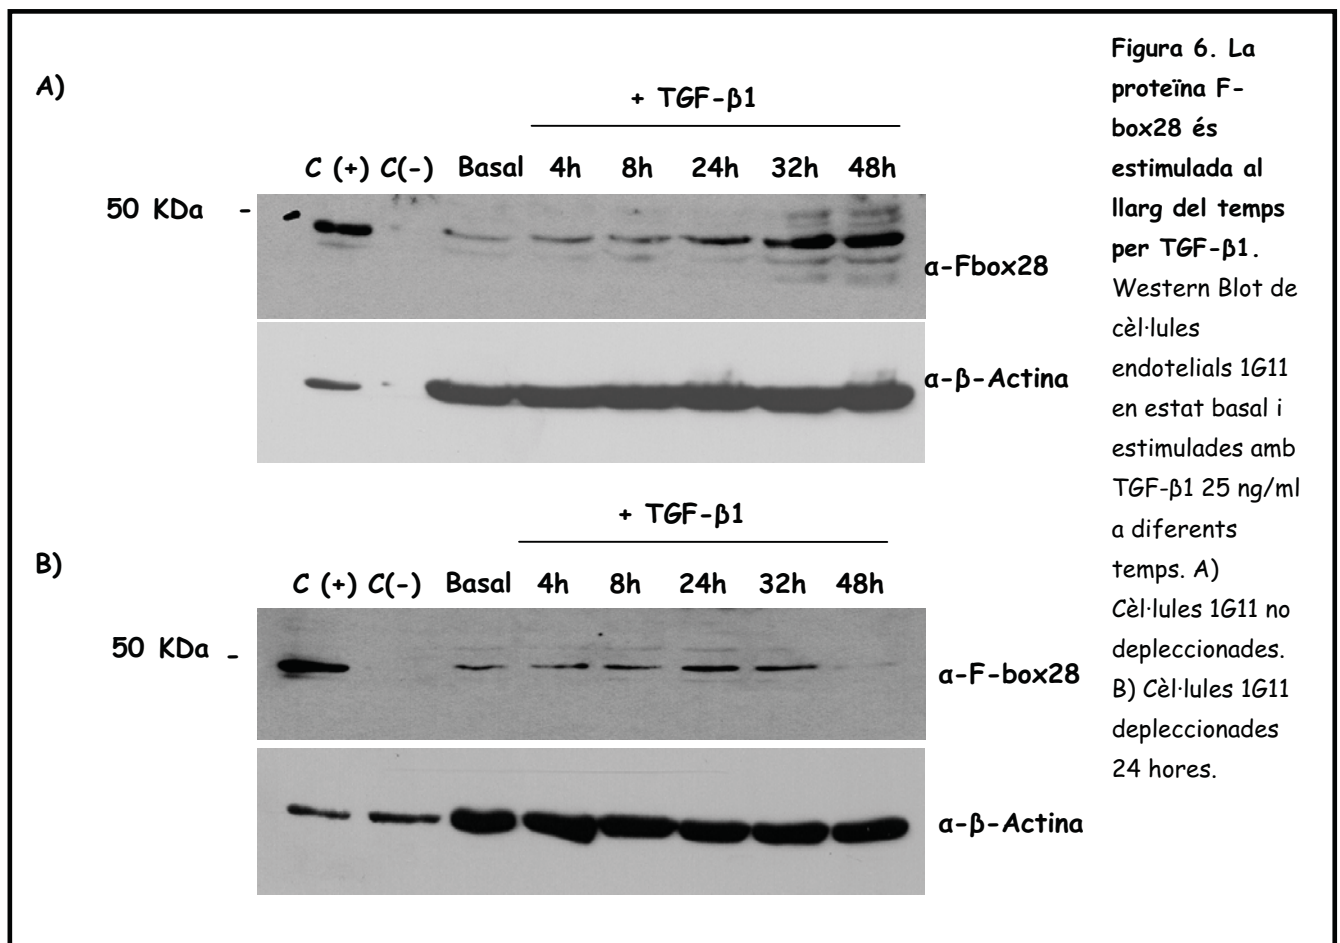 A)
+ TGF-β1
C (+) C(-) Basal 4h 8h 24h 32h 48h
50 KDa -
α-Fbox28
α-β-Actina
+ TGF-β1
B)
C (+) C(-) Basal 4h 8h 24h 32h 48h
50 KDa -
α-F-box28
α-β-Actina
Figura 6. La
proteïna F-
box28 és
estimulada al
llarg del temps
per TGF-β1.
Western Blot de
cèl·lules
endotelials 1G11
en estat basal i
estimulades amb
TGF-β1 25 ng/ml
a diferents
temps. A)
Cèl·lules 1G11 no
depleccionades.
B) Cèl·lules 1G11
depleccionades
24 hores.